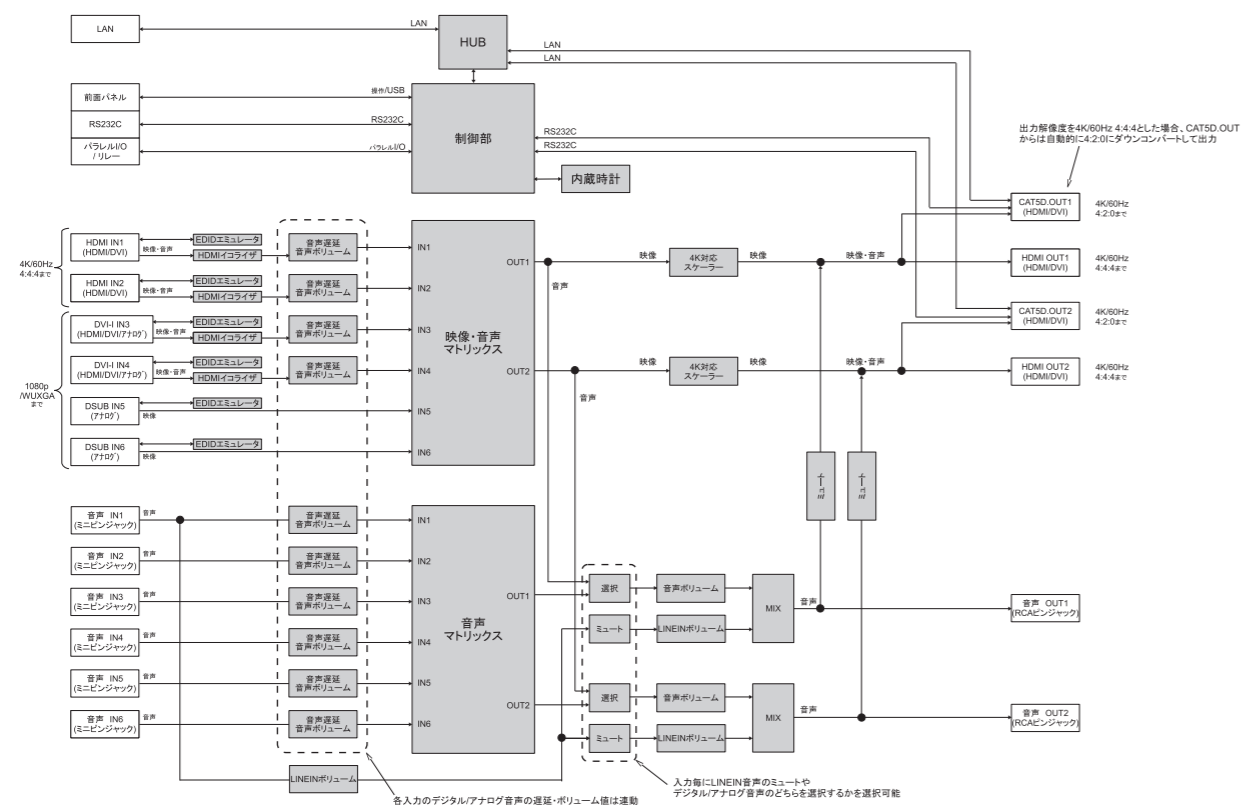 LAN
LAN
HUB
LAN
LAN
前面パネル
操作/USB
RS232C
RS232C
パラレルI/O
/ リレー
パラレルI/O
制御部
RS232C
RS232C
内蔵時計
出力解像度を4K/60Hz 4:4:4とした場合、CAT5D.OUT
からは自動的に4:2:0にダウンコンバートして出力
CAT5D.OUT1
(HDMI/DVI)
4K/60Hz
4:2:0まで
HDMI OUT1
(HDMI/DVI)
4K/60Hz
4:4:4まで
CAT5D.OUT2
(HDMI/DVI)
4K/60Hz
4:2:0まで
HDMI OUT2
(HDMI/DVI)
4K/60Hz
4:4:4まで
4K/60Hz
4:4:4まで
HDMI IN1
(HDMI/DVI)
映像・音声
EDIDエミュレータ
HDMIイコライザ
音声遅延
音声ボリューム
IN1
HDMI IN2
(HDMI/DVI)
映像・音声
EDIDエミュレータ
HDMIイコライザ
音声遅延
音声ボリューム
IN2
1080p
/WUXGA
まで
DVI-I IN3
(HDMI/DVI/アナログ)
映像・音声
EDIDエミュレータ
HDMIイコライザ
音声遅延
音声ボリューム
IN3
DVI-I IN4
(HDMI/DVI/アナログ)
映像・音声
EDIDエミュレータ
HDMIイコライザ
音声遅延
音声ボリューム
IN4
DSUB IN5
(アナログ)
映像
EDIDエミュレータ
IN5
DSUB IN6
(アナログ)
映像
EDIDエミュレータ
IN6
映像・音声
マトリックス
OUT1
OUT2
映像
4K対応
スケーラー
映像
映像・音声
音声
映像
4K対応
スケーラー
映像
映像・音声
音声
ミュート
ミュート
音声 IN1
(ミニピンジャック)
音声
音声遅延
音声ボリューム
IN1
音声 IN2
(ミニピンジャック)
音声
音声遅延
音声ボリューム
IN2
音声 IN3
(ミニピンジャック)
音声
音声遅延
音声ボリューム
IN3
音声 IN4
(ミニピンジャック)
音声
音声遅延
音声ボリューム
IN4
音声 IN5
(ミニピンジャック)
音声
音声遅延
音声ボリューム
IN5
音声 IN6
(ミニピンジャック)
音声
音声遅延
音声ボリューム
IN6
音声
マトリックス
OUT1
OUT2
LINEINボリューム
選択
音声ボリューム
ミュート
LINEINボリューム
MIX
音声
音声 OUT1
(RCAピンジャック)
選択
音声ボリューム
ミュート
LINEINボリューム
MIX
音声
音声 OUT2
(RCAピンジャック)
各入力のデジタル/アナログ音声の遅延・ボリューム値は連動
入力毎にLINEIN音声のミュートや
デジタル/アナログ音声のどちらを選択するかを選択可能